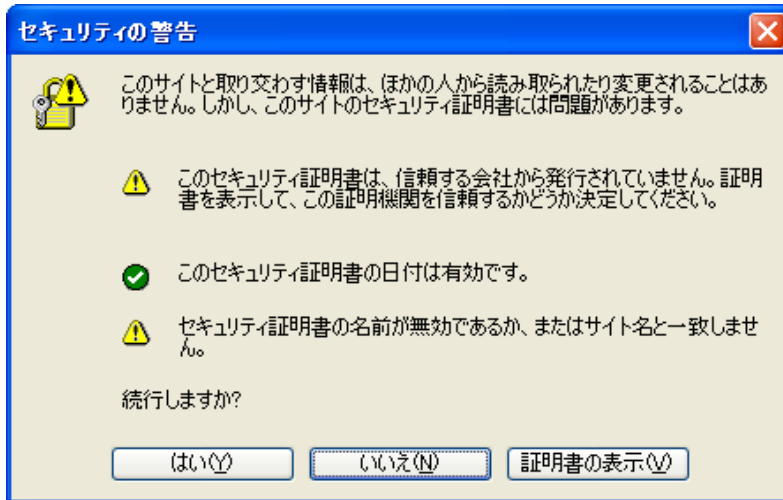 セキュリティの警告
このサイトと取り交わす情報は、ほかの人から読み取られたり変更されることはあ
りません。しかし、このサイトのセキュリティ証明書には問題があります。
このセキュリティ証明書は、信頼する会社から発行されていません。証明
書を表示して、この証明機関を信頼するかどうか決定してください。
このセキュリティ証明書の日付は有効です。
セキュリティ証明書の名前が無効であるか、またはサイト名と一致しませ
ん。
続行しますか?
はい(Y) いいえ(N) 証明書の表示(V)